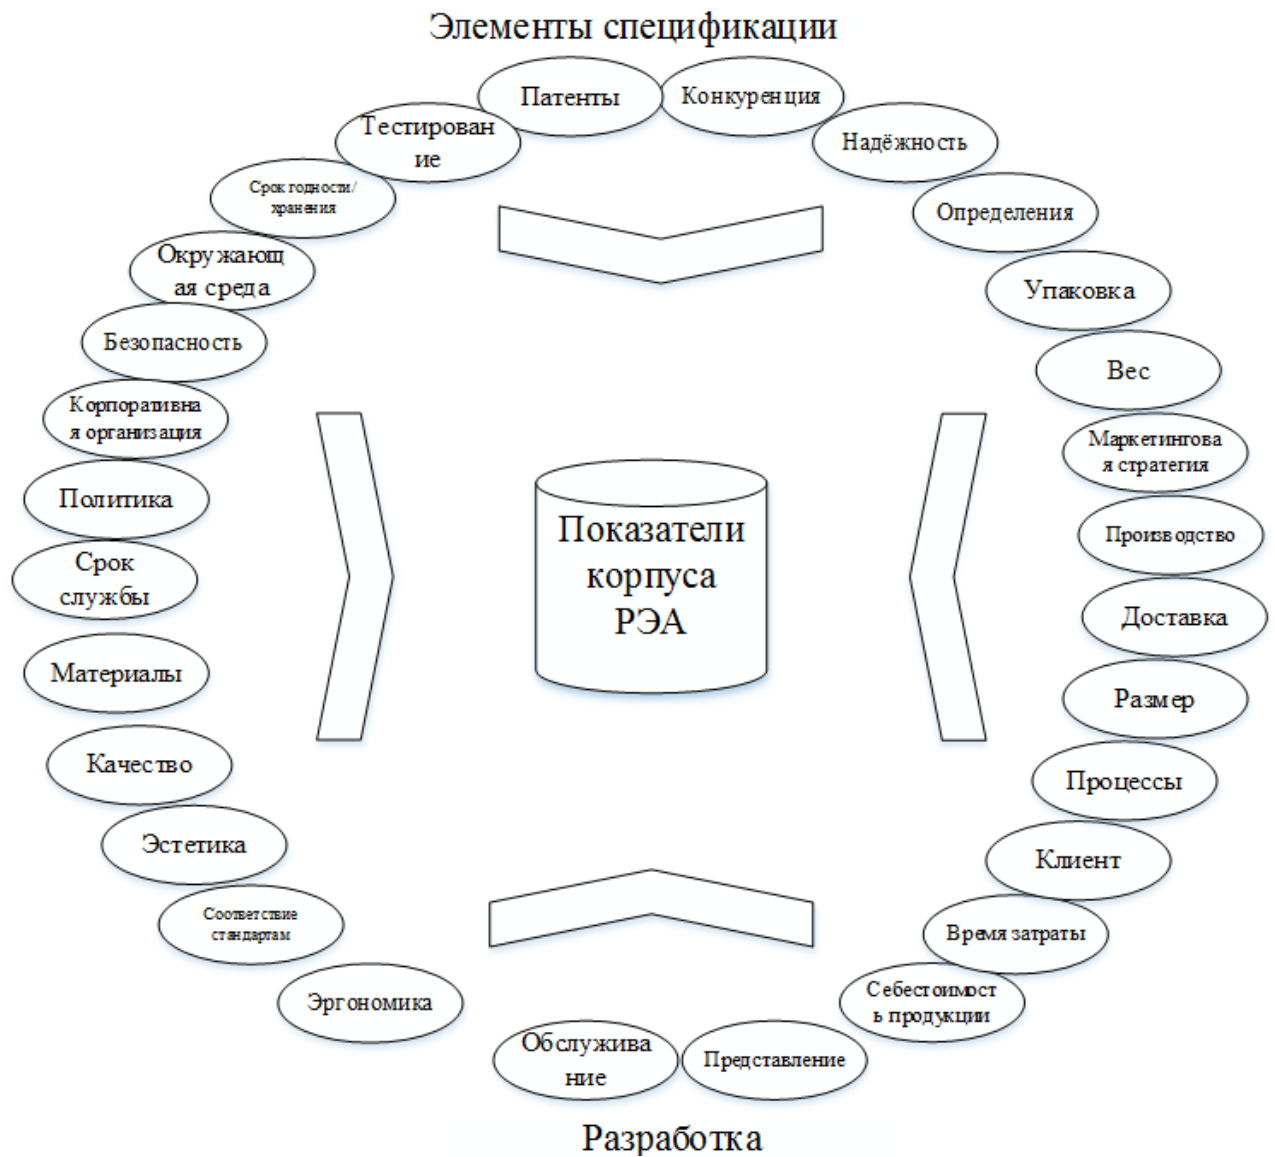 Элементы спецификации
Патенты
Конкуренция
Тестирован
ие
Надёжность
Срок годности/
хранения
Определения
Окружающ
ая среда
Упаковка
Безопасность
Вес
Корпоративна
я организация
Маркетингова
я стратегия
Политика
Производство
Показатели
корпуса
РЭА
Срок
службы
Доставка
Материалы
Размер
Качество
Процессы
Эстетика
Клиент
Соответствие
стандартам
Время затраты
Эргономика
Себестоимост
ь продукции
Обслужива
ние
Представление
Разработка